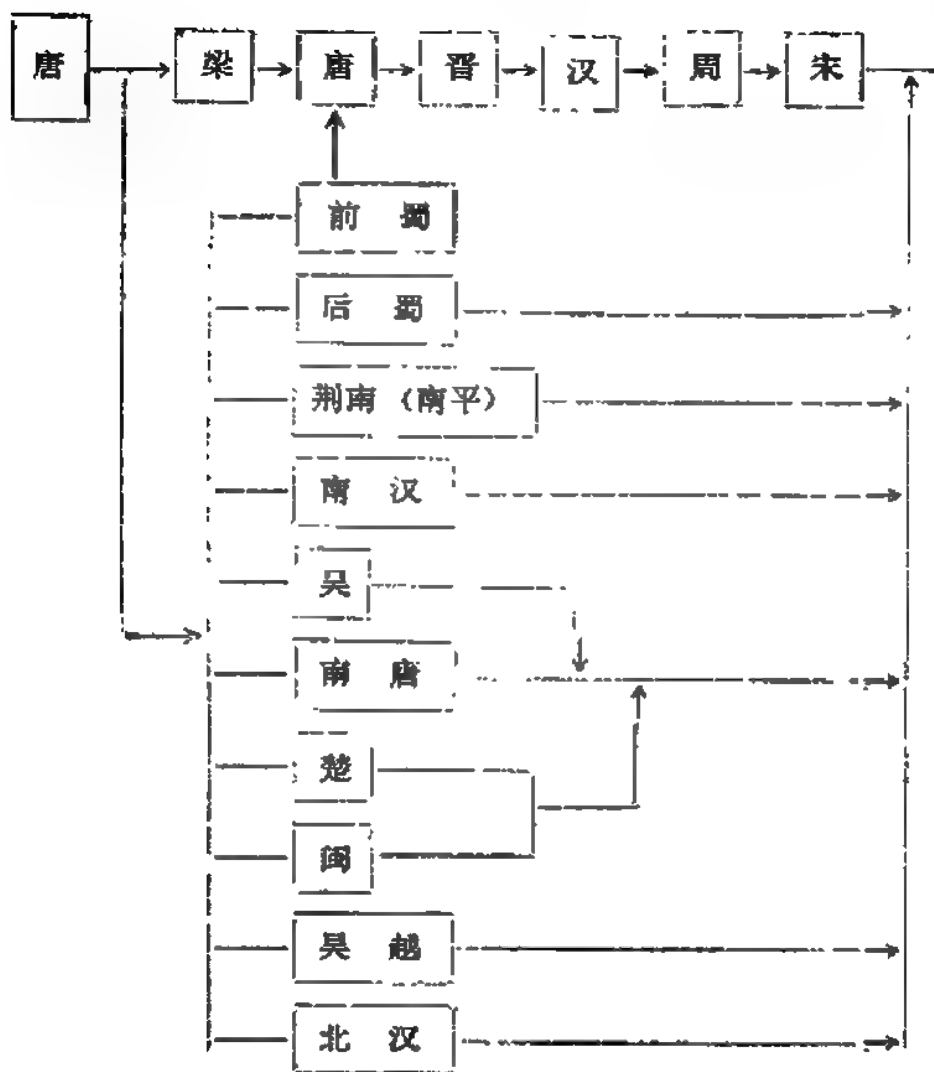 唐 梁 唐 晋 汉 周 宋
前 蜀
后 蜀
荆南（南平）
南 汉
吴
南 唐
楚
闽
吴 越
北 汉